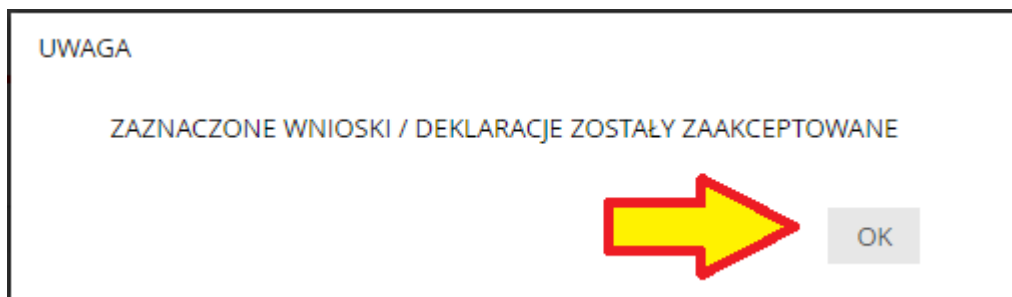 UWAGA
ZAZNACZONE WNIOSKI / DEKLARACJE ZOSTAŁY ZAAKCEPTOWANE
OK